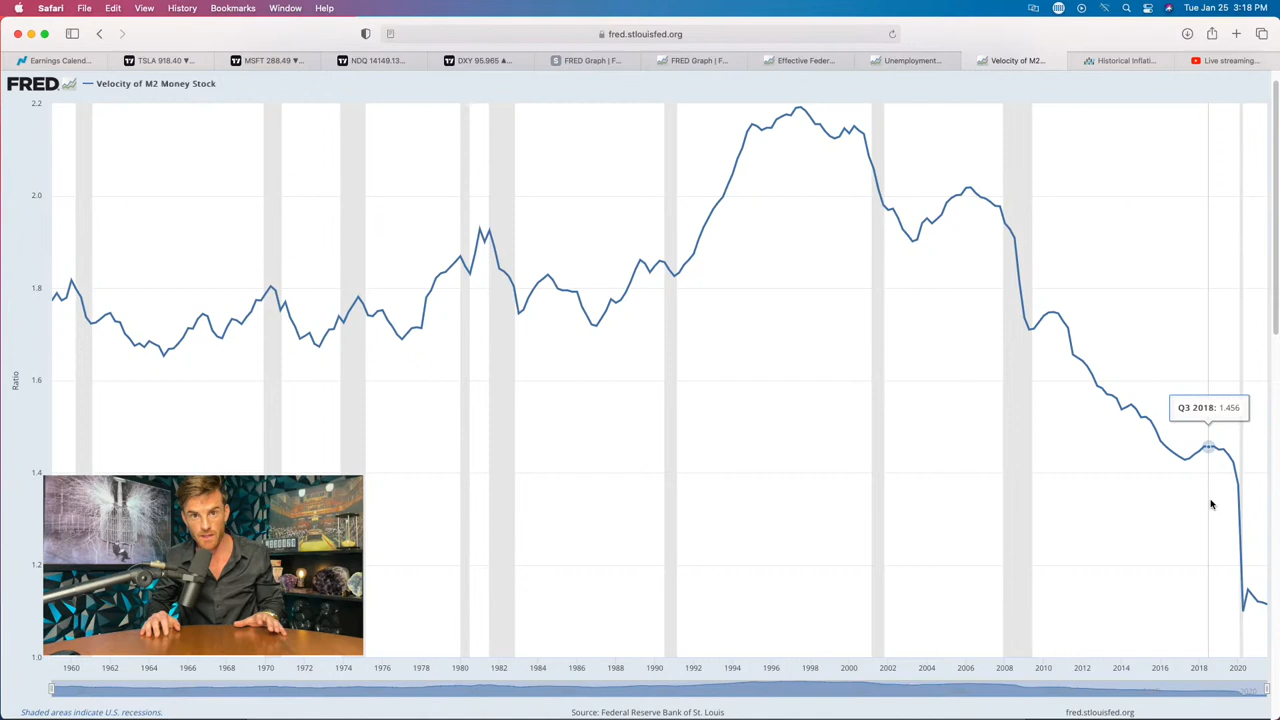 Safari File Edit View History Bookmarks Window Help Tue Jan 25 3:18 PM
fred.stlouisfed.org
Earnings Calend... TSLA 918.40 ▼... MSFT 288.49 ▼... NDQ 14149.13... DXY 95.965 ▲... FRED Graph | F... FRED Graph | F... Effective Feder... Unemployment... Velocity of M2... Historical Inflati... Live streaming...
FRED Velocity of M2 Money Stock
2.2
2.0
1.8
1.6
1.4
1.2
1.0
Ratio
Q3 2018: 1.456
1960 1962 1964 1966 1968 1970 1972 1974 1976 1978 1980 1982 1984 1986 1988 1990 1992 1994 1996 1998 2000 2002 2004 2006 2008 2010 2012 2014 2016 2018 2020
2020
Shaded areas indicate U.S. recessions. Source: Federal Reserve Bank of St. Louis fred.stlouisfed.org